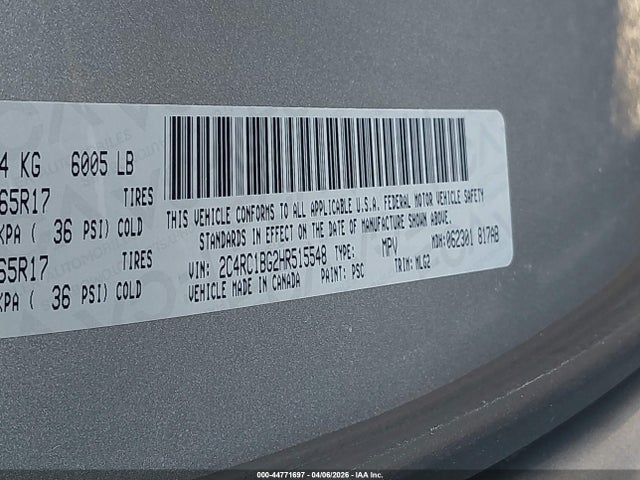 4 KG 6005 LB
65R17 TIRES
KPA ( 36 PSI) COLD
65R17 TIRES
KPA ( 36 PSI) COLD
THIS VEHICLE CONFORMS TO ALL APPLICABLE U.S.A. FEDERAL MOTOR VEHICLE SAFETY
STANDARDS IN EFFECT ON THE DATE OF MANUFACTURE SHOWN ABOVE.
VIN: 2C4RC1BG2HR515548 TYPE: MPV MDH: 062301 817AB
VEHICLE MADE IN CANADA PAINT: PSC TRIM: MLG2
000-44771697 - 04/06/2026 - IAA Inc.